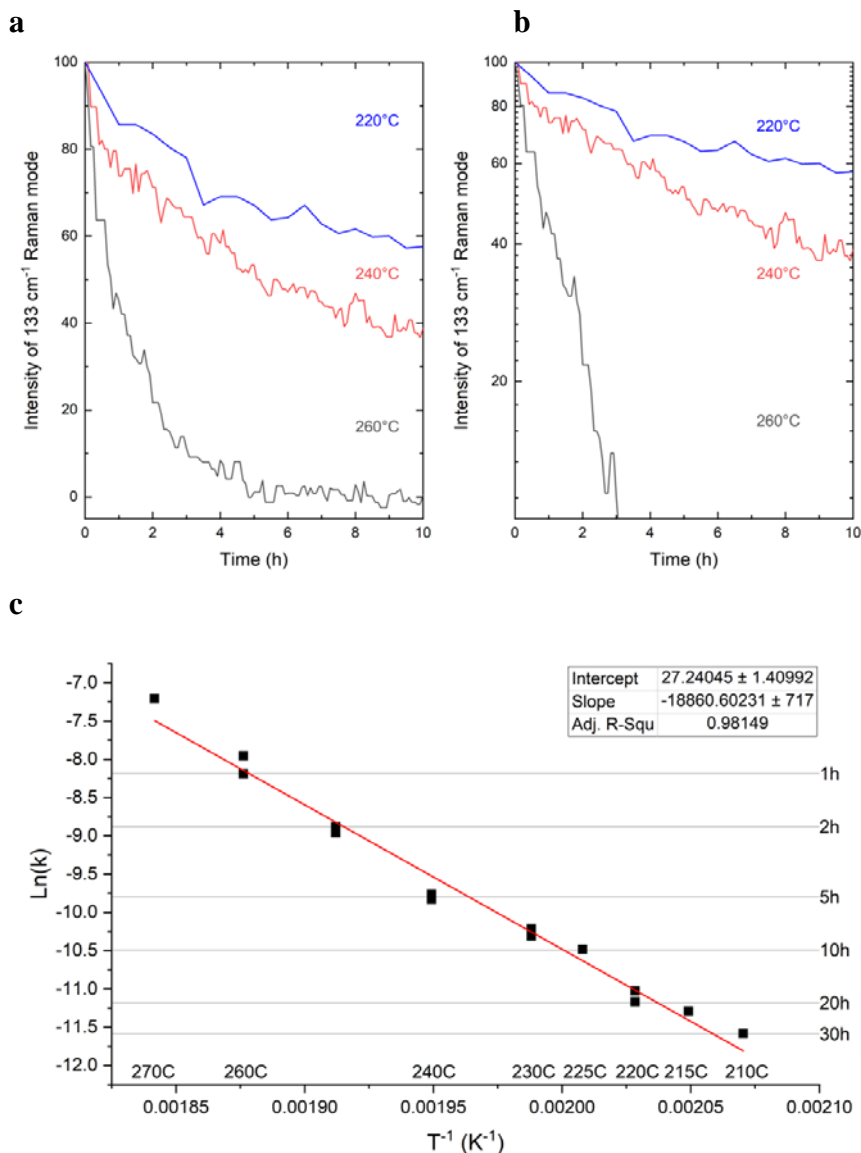 a
b
100
80
60
40
20
0
Intensity of 133 cm⁻¹ Raman mode
220°C
240°C
260°C
0 2 4 6 8 10
Time (h)
100
80
60
40
20
Intensity of 133 cm⁻¹ Raman mode
220°C
240°C
260°C
0 2 4 6 8 10
Time (h)
c
Intercept 27.24045 ± 1.40992
Slope -18860.60231 ± 717
Adj. R-Squ 0.98149
-7.0
-7.5
-8.0
-8.5
-9.0
-9.5
-10.0
-10.5
-11.0
-11.5
-12.0
Ln(k)
1h
2h
5h
10h
20h
30h
270C 260C 240C 230C 225C 220C 215C 210C
0.00185 0.00190 0.00195 0.00200 0.00205 0.00210
T⁻¹ (K⁻¹)